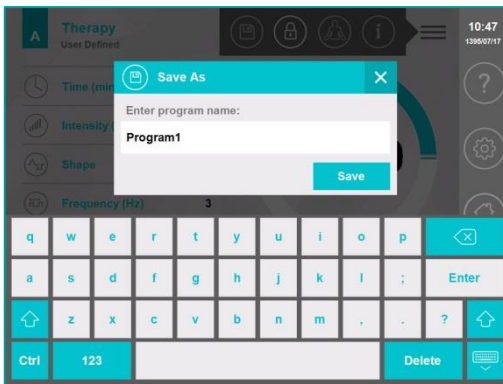 A
Therapy
User Defined
i
10:47
1395/07/17
Save As
Time (min
Enter program name:
Intensity (
Program1
Shape
Save
Frequency (Hz)
3
?
q w e r t y u i o p
a s d f g h j k l ; Enter
z x c v b n m , . ?
Ctrl 123 Delete